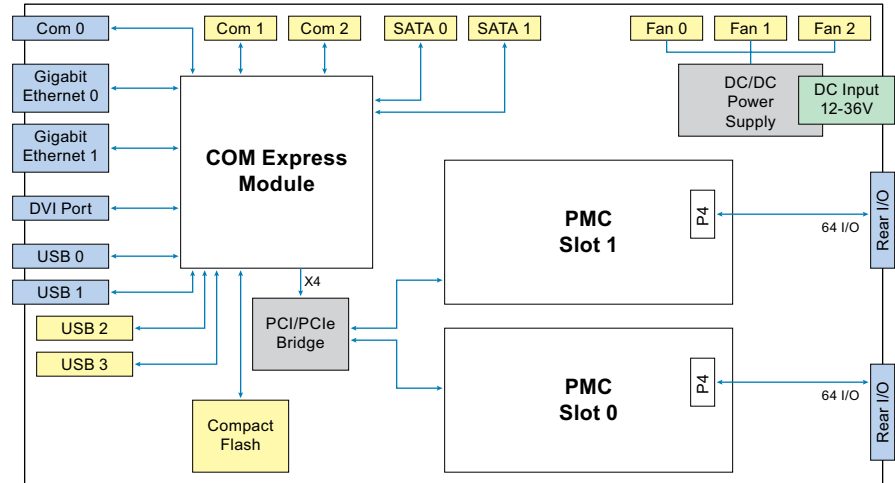 Com 0
Com 1
Com 2
SATA 0
SATA 1
Fan 0
Fan 1
Fan 2
Gigabit
Ethernet 0
DC/DC
Power
Supply
DC Input
12-36V
Gigabit
Ethernet 1
COM Express
Module
DVI Port
USB 0
USB 1
USB 2
USB 3
X4
PCI/PCIe
Bridge
Compact
Flash
PMC
Slot 1
P4
64 I/O
Rear I/O
PMC
Slot 0
P4
64 I/O
Rear I/O